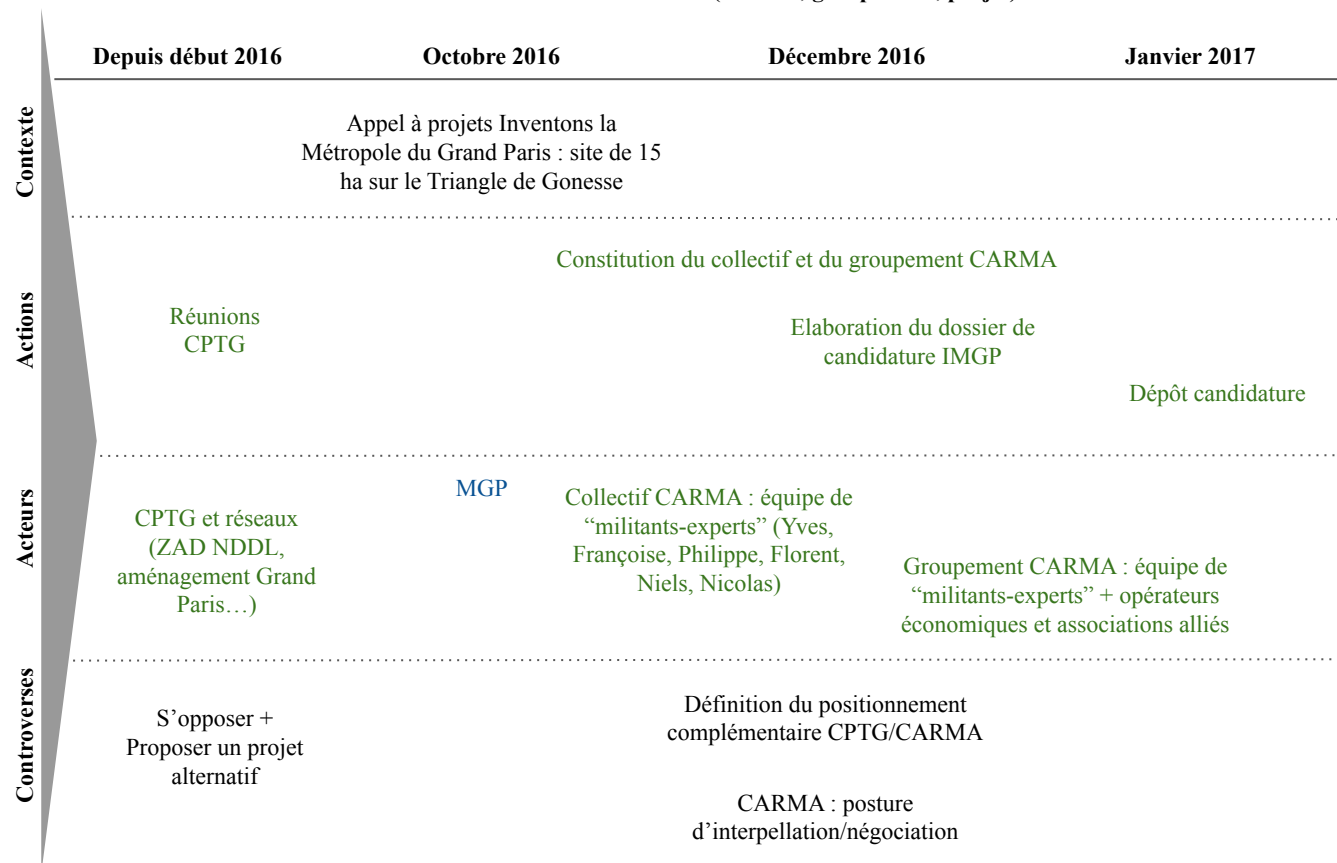 Depuis début 2016
Octobre 2016
Décembre 2016
Janvier 2017
Contexte
Appel à projets Inventons la
Métropole du Grand Paris : site de 15
ha sur le Triangle de Gonesse
Actions
Constitution du collectif et du groupement CARMA
Réunions
CPTG
Elaboration du dossier de
candidature IMGP
Dépôt candidature
Acteurs
CPTG et réseaux
(ZAD NDDL,
aménagement Grand
Paris…)
MGP
Collectif CARMA : équipe de
“militants-experts” (Yves,
Françoise, Philippe, Florent,
Niels, Nicolas)
Groupement CARMA : équipe de
“militants-experts” + opérateurs
économiques et associations alliés
Controverses
S’opposer +
Proposer un projet
alternatif
Définition du positionnement
complémentaire CPTG/CARMA
CARMA : posture
d’interpellation/négociation